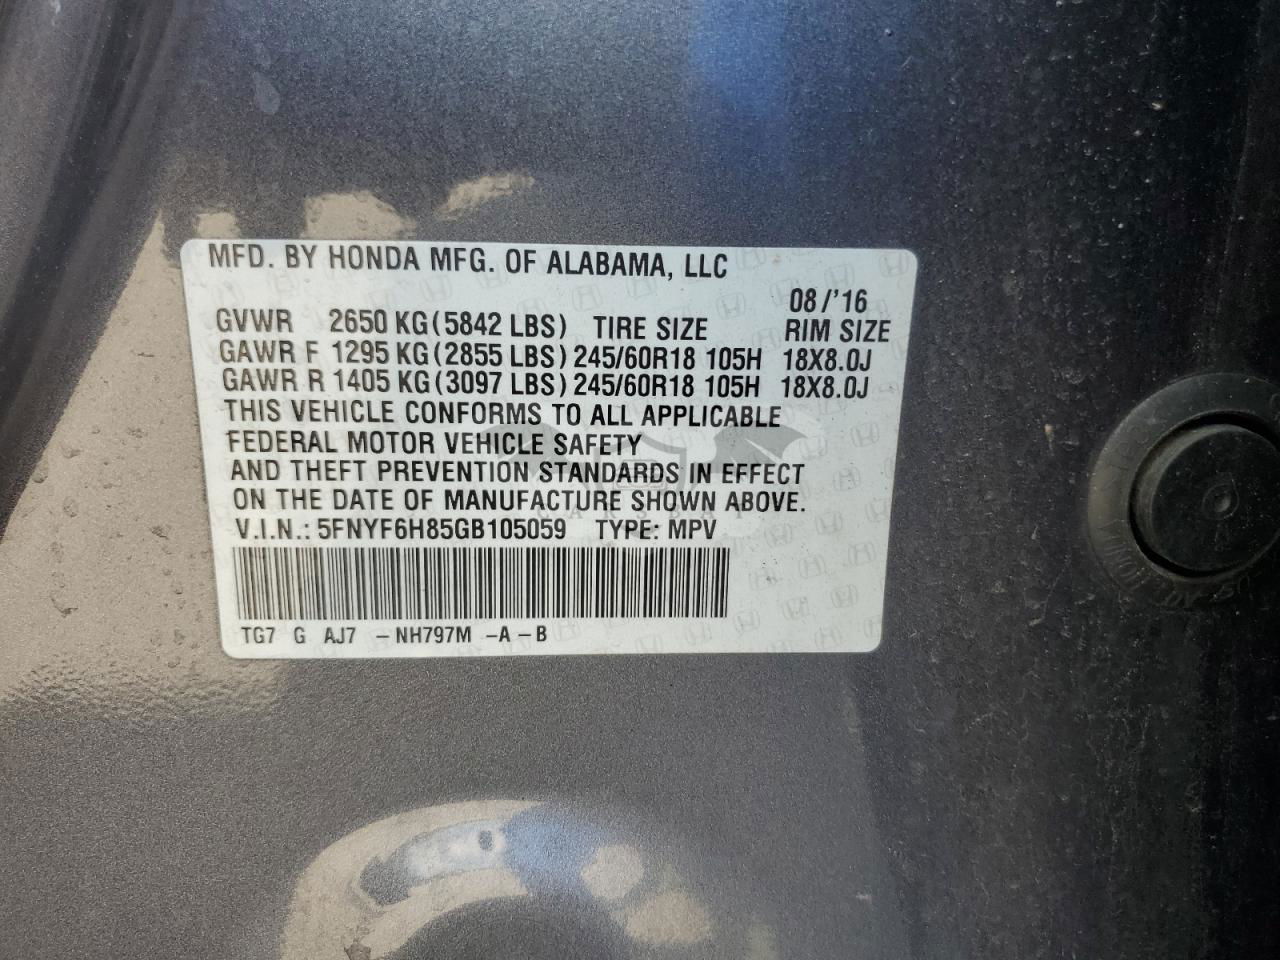 MFD. BY HONDA MFG. OF ALABAMA, LLC
08/'16
GVWR 2650 KG (5842 LBS) TIRE SIZE RIM SIZE
GAWR F 1295 KG (2855 LBS) 245/60R18 105H 18X8.0J
GAWR R 1405 KG (3097 LBS) 245/60R18 105H 18X8.0J
THIS VEHICLE CONFORMS TO ALL APPLICABLE
FEDERAL MOTOR VEHICLE SAFETY
AND THEFT PREVENTION STANDARDS IN EFFECT
ON THE DATE OF MANUFACTURE SHOWN ABOVE.
V.I.N.: 5FNYF6H85GB105059 TYPE: MPV
TG7 G AJ7 -NH797M -A -B